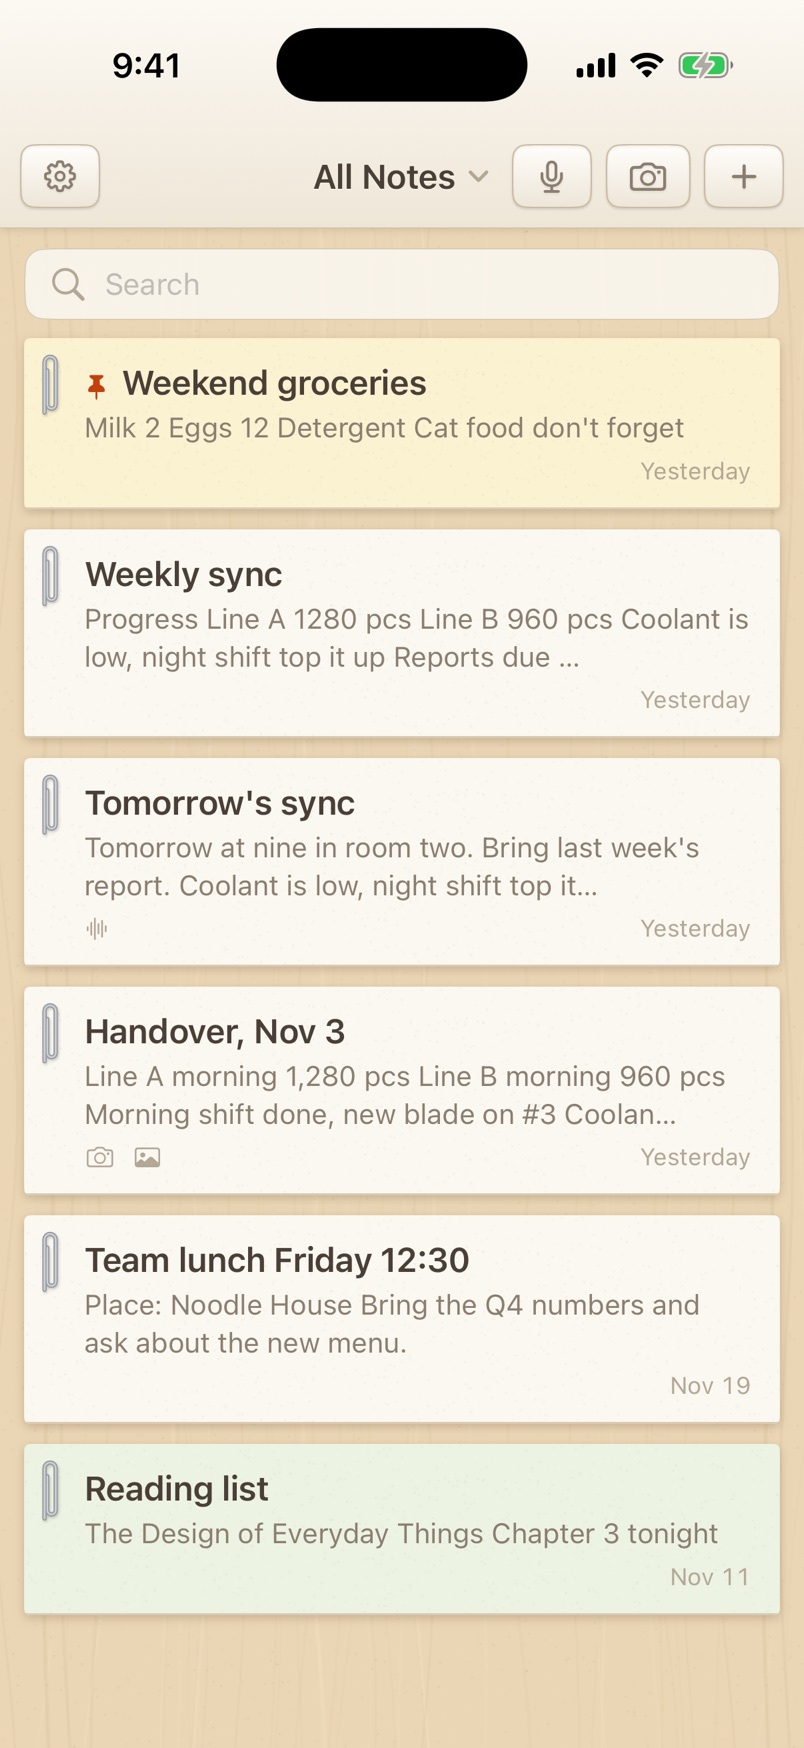 9:41
All Notes
Search
Weekend groceries
Milk 2 Eggs 12 Detergent Cat food don't forget
Yesterday
Weekly sync
Progress Line A 1280 pcs Line B 960 pcs Coolant is
low, night shift top it up Reports due ...
Yesterday
Tomorrow's sync
Tomorrow at nine in room two. Bring last week's
report. Coolant is low, night shift top it...
Yesterday
Handover, Nov 3
Line A morning 1,280 pcs Line B morning 960 pcs
Morning shift done, new blade on #3 Coolan...
Yesterday
Team lunch Friday 12:30
Place: Noodle House Bring the Q4 numbers and
ask about the new menu.
Nov 19
Reading list
The Design of Everyday Things Chapter 3 tonight
Nov 11